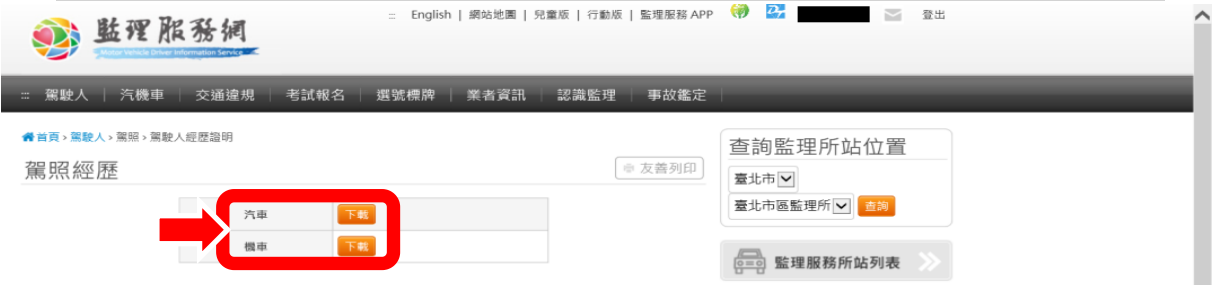 ::: English | 網站地圖 | 兒童版 | 行動版 | 監理服務 APP 登出
監理服務網
Motor Vehicle Driver Information Service
::: 駕駛人 | 汽機車 | 交通違規 | 考試報名 | 選號標牌 | 業者資訊 | 認識監理 | 事故鑑定 |
首頁 › 駕駛人 › 駕照 › 駕駛人經歷證明
駕照經歷
友善列印
汽車 下載
機車 下載
查詢監理所站位置
臺北市
臺北市區監理所 查詢
監理服務所站列表